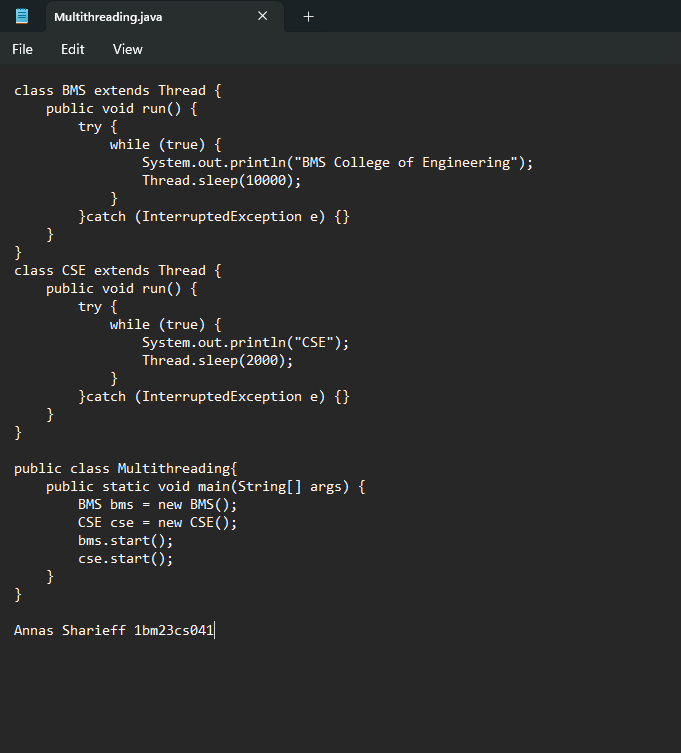 Multithreading.java
File Edit View
class BMS extends Thread {
    public void run() {
        try {
            while (true) {
                System.out.println("BMS College of Engineering");
                Thread.sleep(10000);
            }
        }catch (InterruptedException e) {}
    }
}
class CSE extends Thread {
    public void run() {
        try {
            while (true) {
                System.out.println("CSE");
                Thread.sleep(2000);
            }
        }catch (InterruptedException e) {}
    }
}

public class Multithreading{
    public static void main(String[] args) {
        BMS bms = new BMS();
        CSE cse = new CSE();
        bms.start();
        cse.start();
    }
}

Annas Sharieff 1bm23cs041